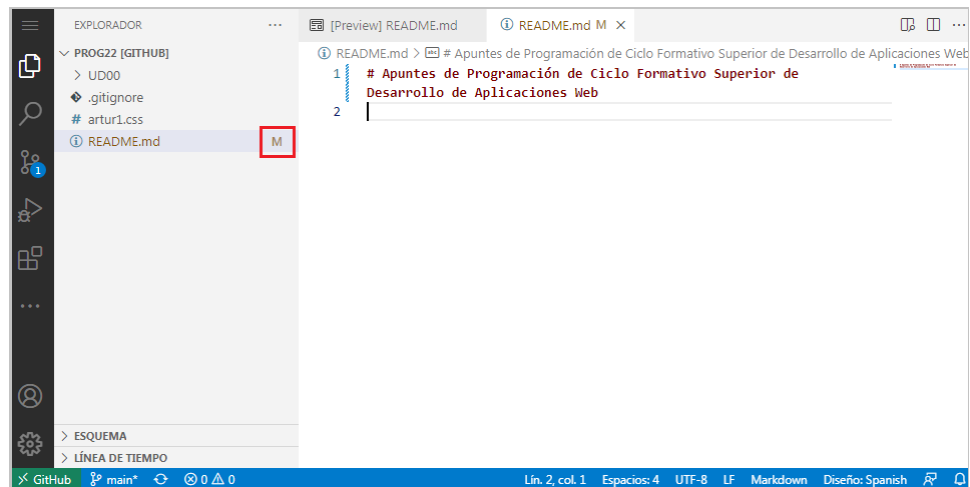 EXPLORADOR ···
[Preview] README.md
README.md M ×
PROG22 [GITHUB]
README.md > # Apuntes de Programación de Ciclo Formativo Superior de Desarrollo de Aplicaciones Web
UD00
.gitignore
# artur1.css
README.md M
1 # Apuntes de Programación de Ciclo Formativo Superior de
Desarrollo de Aplicaciones Web
2
1
ESQUEMA
LÍNEA DE TIEMPO
GitHub main* 0 0 Lín. 2, col. 1 Espacios: 4 UTF-8 LF Markdown Diseño: Spanish